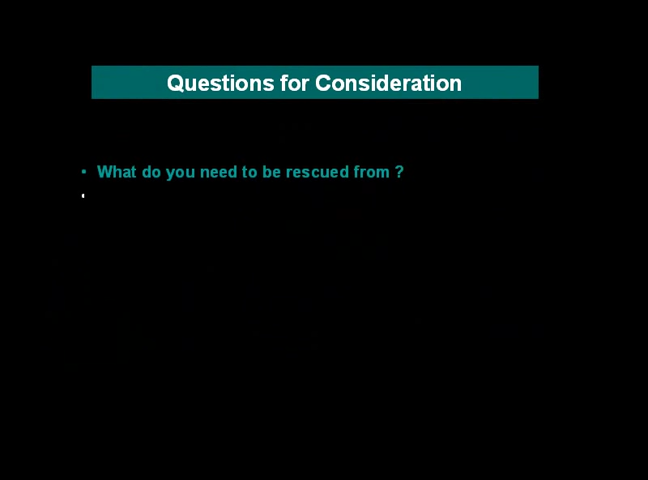 Questions for Consideration
• What do you need to be rescued from ?
•